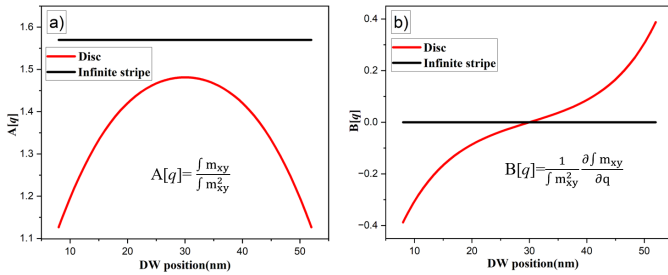 a)
1.6
1.5
1.4
1.3
1.2
1.1
A[q]
Disc
Infinite stripe
A[q]=∫ m_xy / ∫ m²_xy
10 20 30 40 50
DW position(nm)
b)
0.4
0.2
0.0
−0.2
−0.4
B[q]
Disc
Infinite stripe
B[q]=1/∫ m²_xy ∂∫ m_xy/∂q
10 20 30 40 50
DW position(nm)